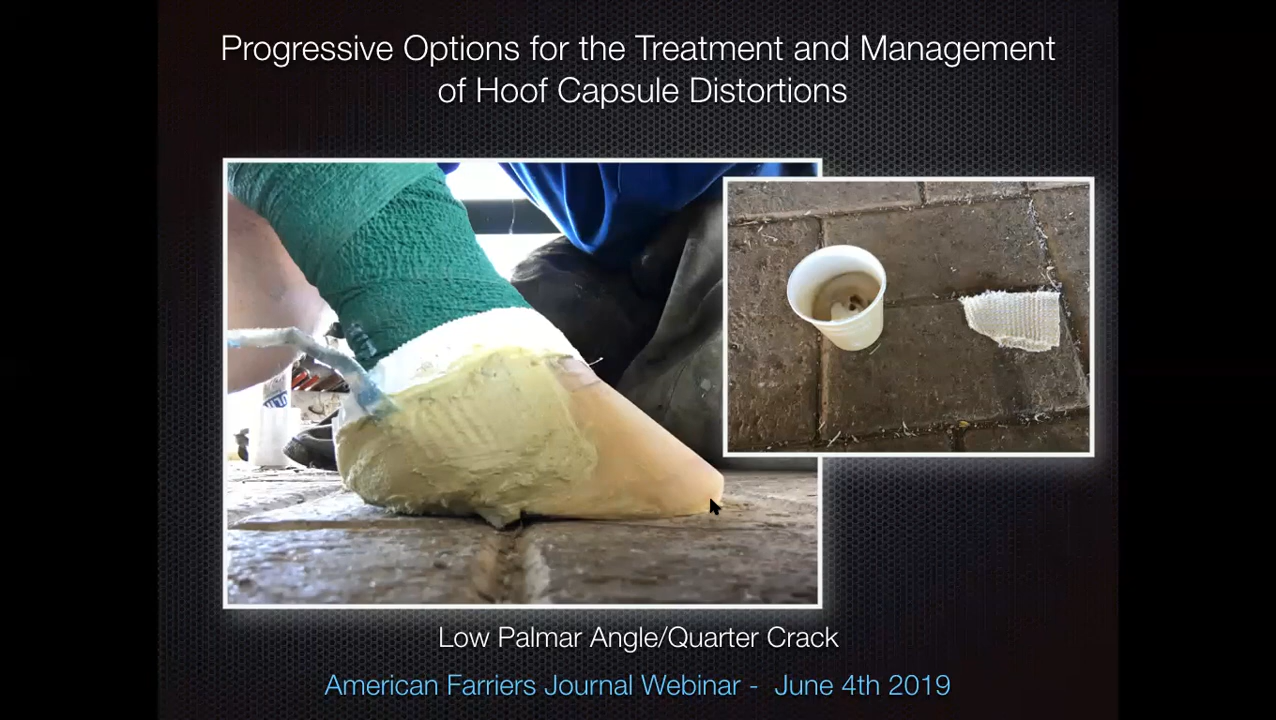 Progressive Options for the Treatment and Management
of Hoof Capsule Distortions
Low Palmar Angle/Quarter Crack
American Farriers Journal Webinar - June 4th 2019